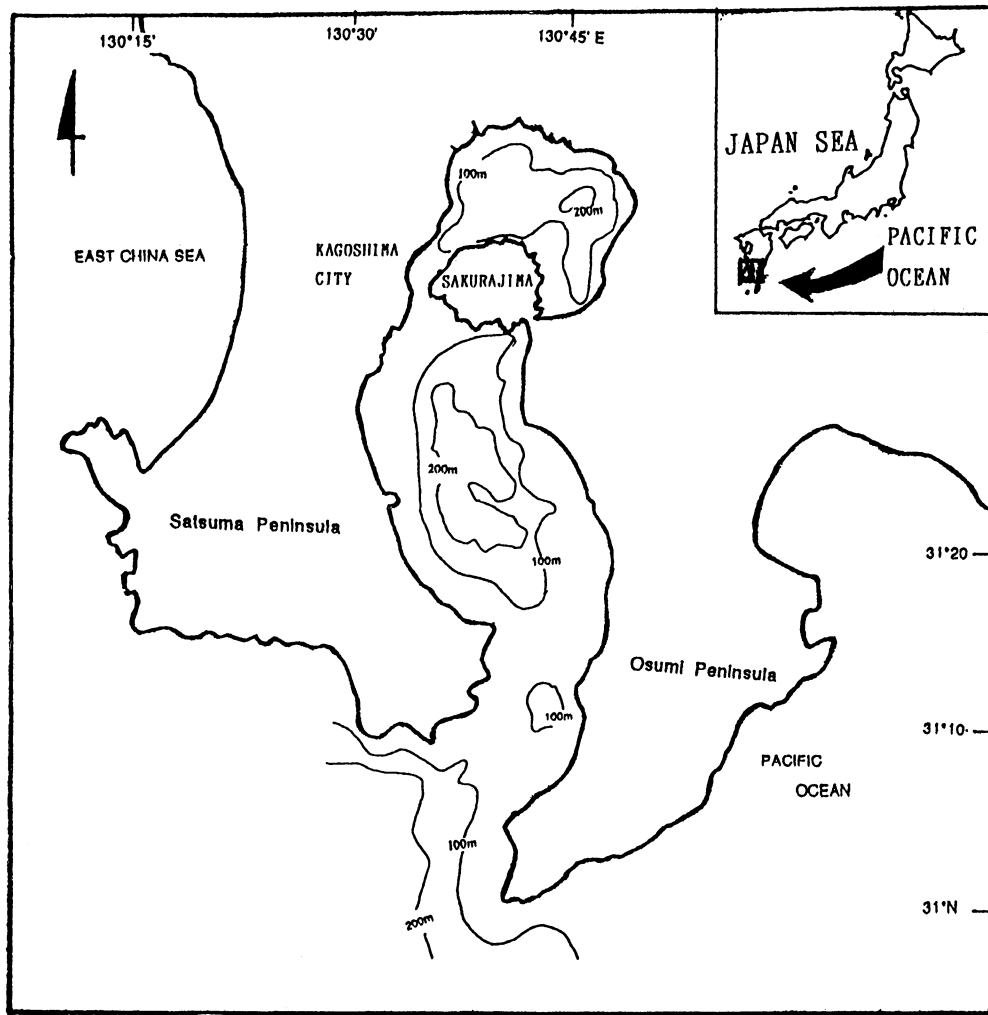 130°15'
130°30'
130°45' E
JAPAN SEA
PACIFIC
OCEAN
100m
200m
EAST CHINA SEA
KAGOSHIMA
CITY
SAKURAJIMA
200m
Satsuma Peninsula
100m
31°20
Osumi Peninsula
100m
31°10
PACIFIC
OCEAN
100m
200m
31°N